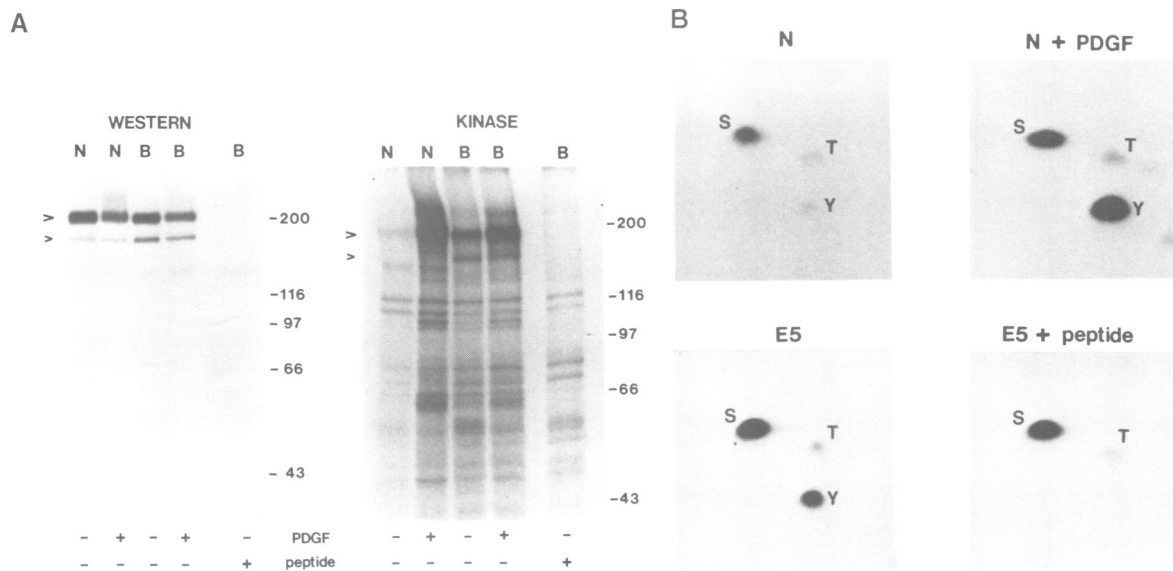 A
WESTERN
N N B B B
>
>
-200
-116
- 97
- 66
- 43
KINASE
N N B B B
>
>
-200
-116
-97
-66
-43
- + - - - PDGF - + - + -
- - - - + peptide - - - - +
B
N
S
T
Y
N + PDGF
S
T
Y
E5
S
T
Y
E5 + peptide
S
T